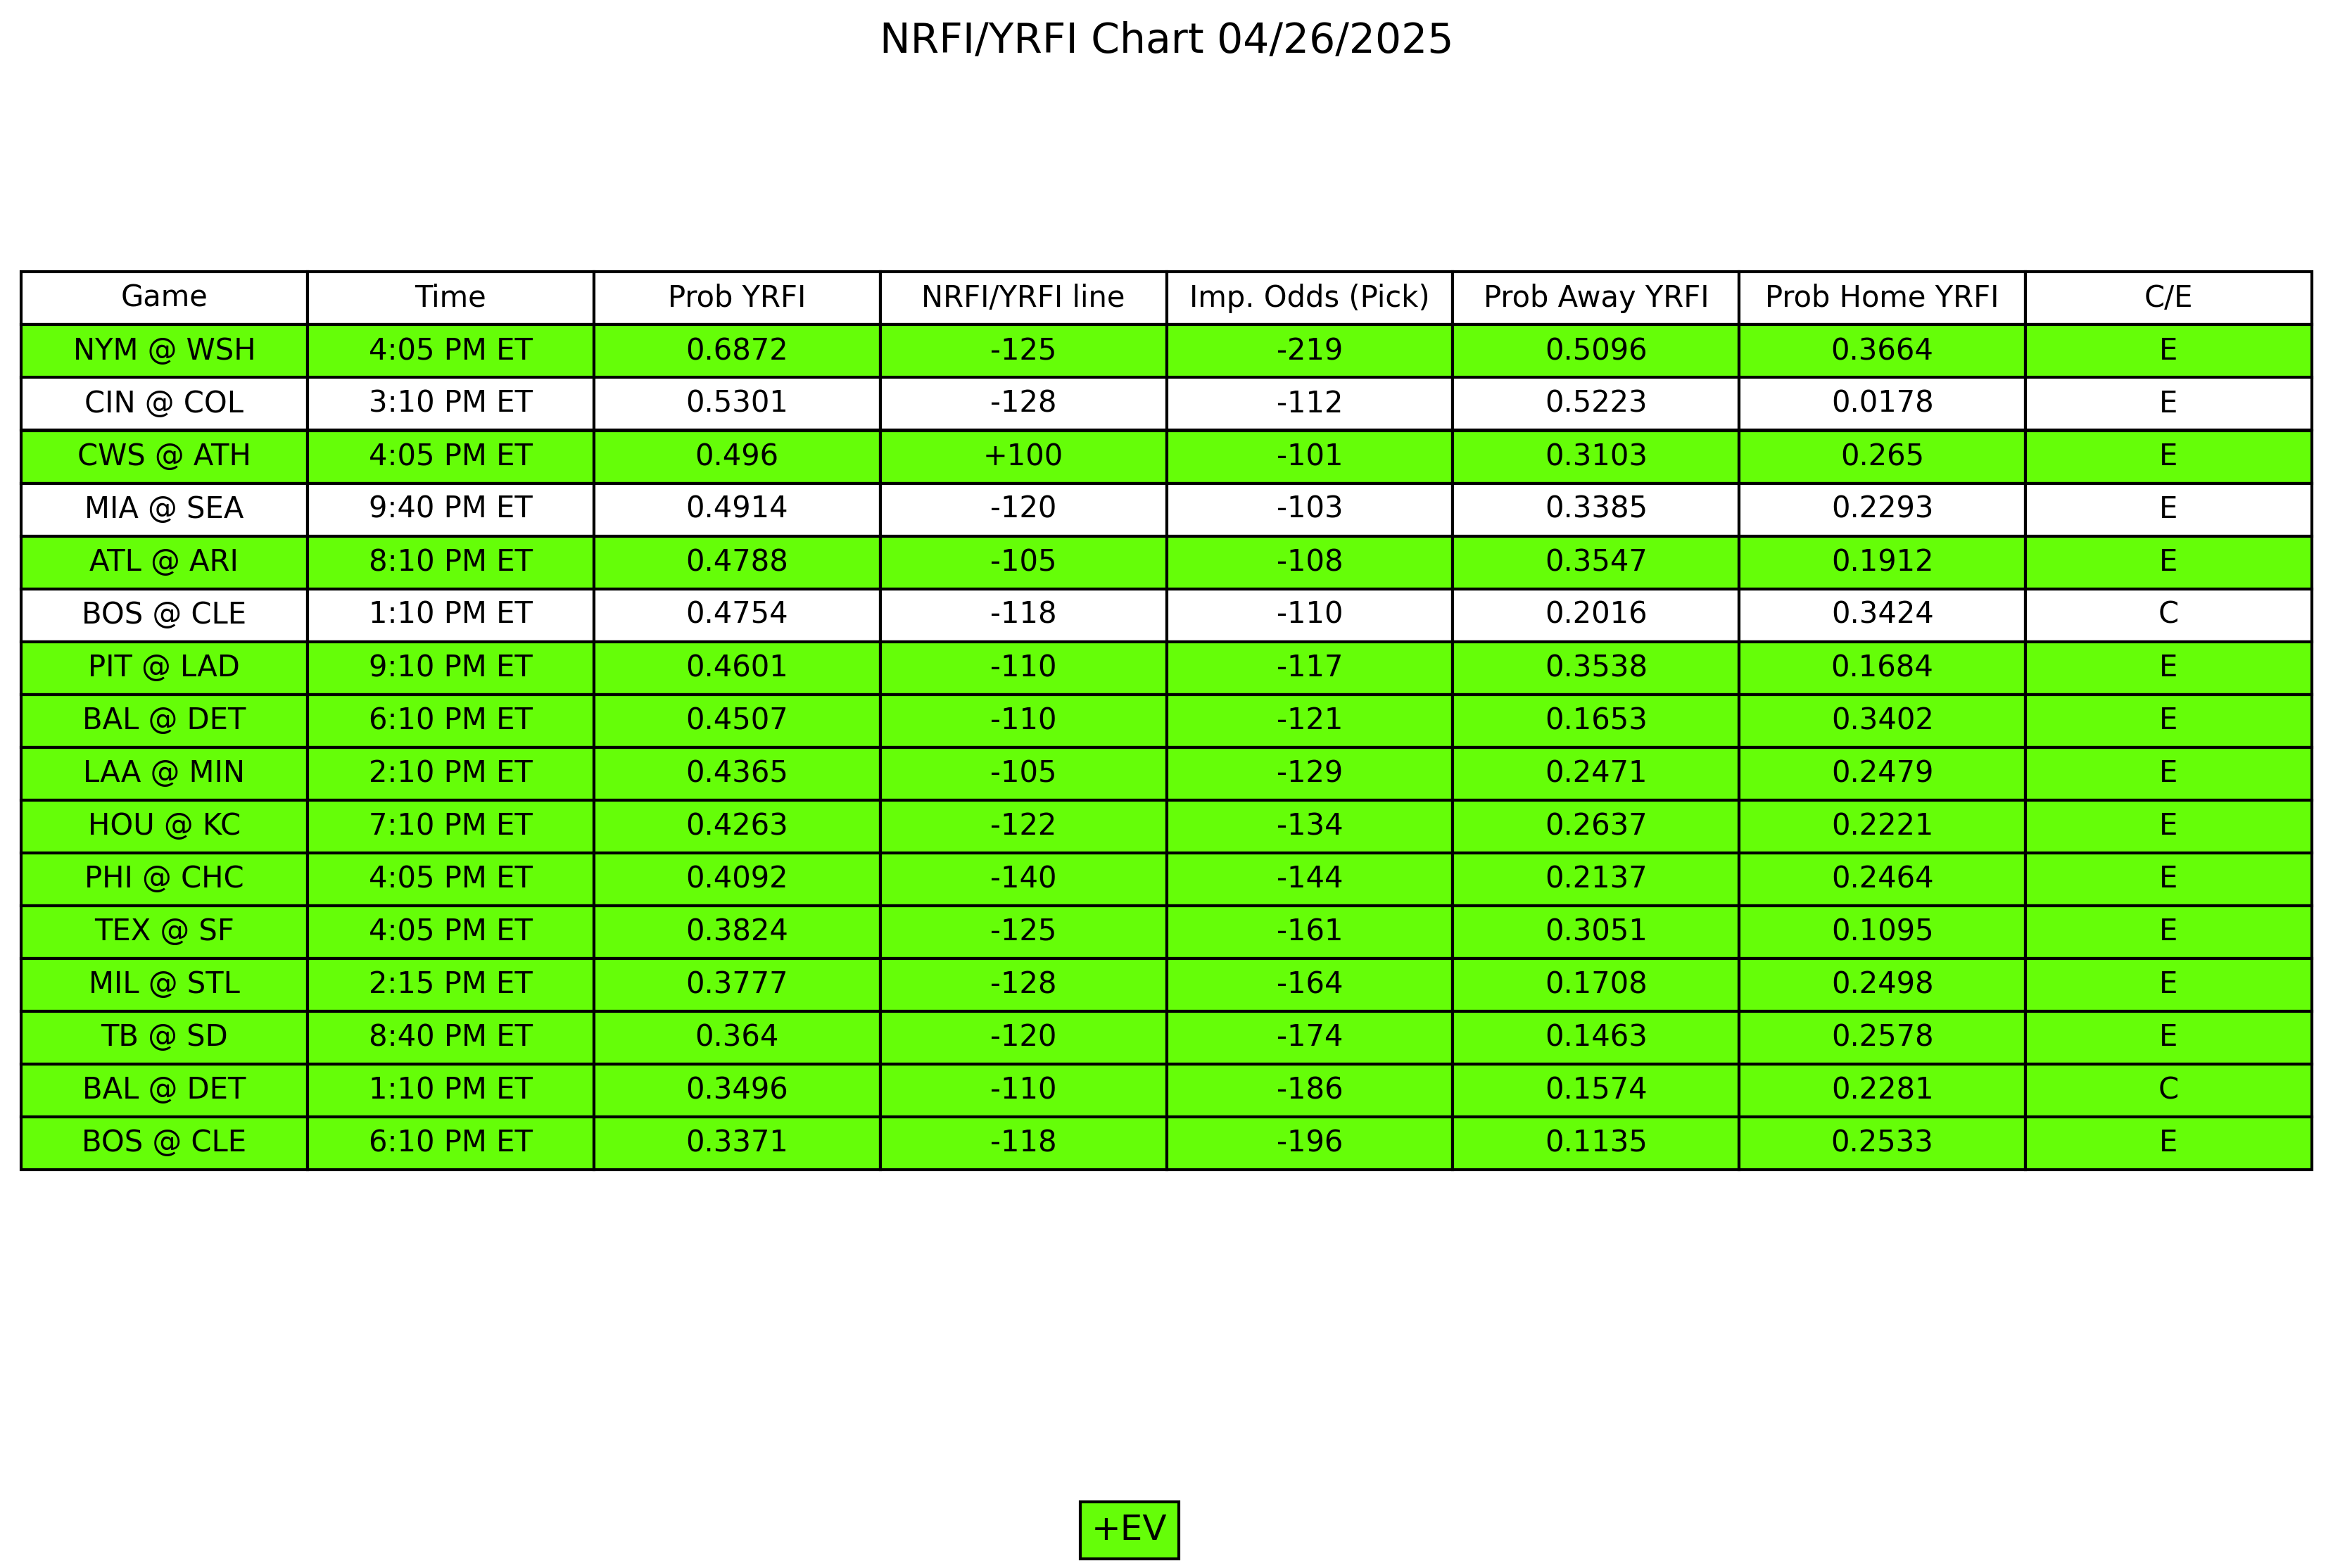 NRFI/YRFI Chart 04/26/2025
Game Time Prob YRFI NRFI/YRFI line Imp. Odds (Pick) Prob Away YRFI Prob Home YRFI C/E
NYM @ WSH 4:05 PM ET 0.6872 -125 -219 0.5096 0.3664 E
CIN @ COL 3:10 PM ET 0.5301 -128 -112 0.5223 0.0178 E
CWS @ ATH 4:05 PM ET 0.496 +100 -101 0.3103 0.265 E
MIA @ SEA 9:40 PM ET 0.4914 -120 -103 0.3385 0.2293 E
ATL @ ARI 8:10 PM ET 0.4788 -105 -108 0.3547 0.1912 E
BOS @ CLE 1:10 PM ET 0.4754 -118 -110 0.2016 0.3424 C
PIT @ LAD 9:10 PM ET 0.4601 -110 -117 0.3538 0.1684 E
BAL @ DET 6:10 PM ET 0.4507 -110 -121 0.1653 0.3402 E
LAA @ MIN 2:10 PM ET 0.4365 -105 -129 0.2471 0.2479 E
HOU @ KC 7:10 PM ET 0.4263 -122 -134 0.2637 0.2221 E
PHI @ CHC 4:05 PM ET 0.4092 -140 -144 0.2137 0.2464 E
TEX @ SF 4:05 PM ET 0.3824 -125 -161 0.3051 0.1095 E
MIL @ STL 2:15 PM ET 0.3777 -128 -164 0.1708 0.2498 E
TB @ SD 8:40 PM ET 0.364 -120 -174 0.1463 0.2578 E
BAL @ DET 1:10 PM ET 0.3496 -110 -186 0.1574 0.2281 C
BOS @ CLE 6:10 PM ET 0.3371 -118 -196 0.1135 0.2533 E
+EV